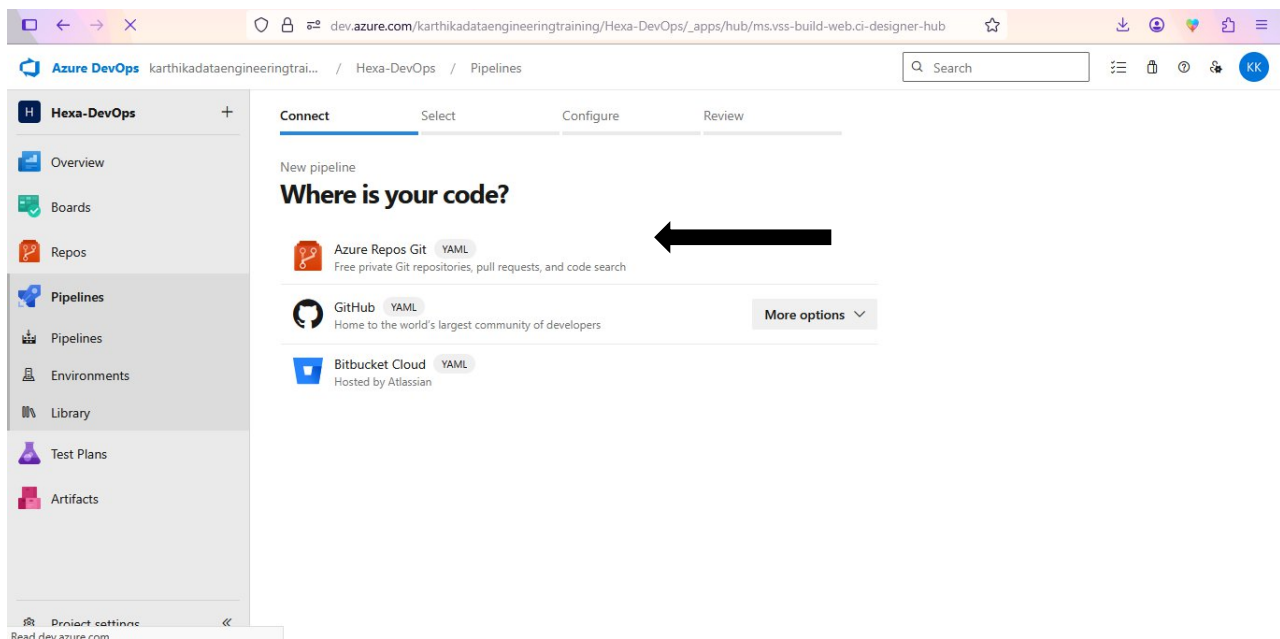 dev.azure.com/karthikadataengineeringtraining/Hexa-DevOps/_apps/hub/ms.vss-build-web.ci-designer-hub
Azure DevOps karthikadataengineeringtrai... / Hexa-DevOps / Pipelines
Search
KK
H Hexa-DevOps +
Overview
Boards
Repos
Pipelines
Pipelines
Environments
Library
Test Plans
Artifacts
Project settings
Read dev.azure.com
Connect Select Configure Review
New pipeline
Where is your code?
Azure Repos Git YAML
Free private Git repositories, pull requests, and code search
GitHub YAML
Home to the world's largest community of developers
More options
Bitbucket Cloud YAML
Hosted by Atlassian